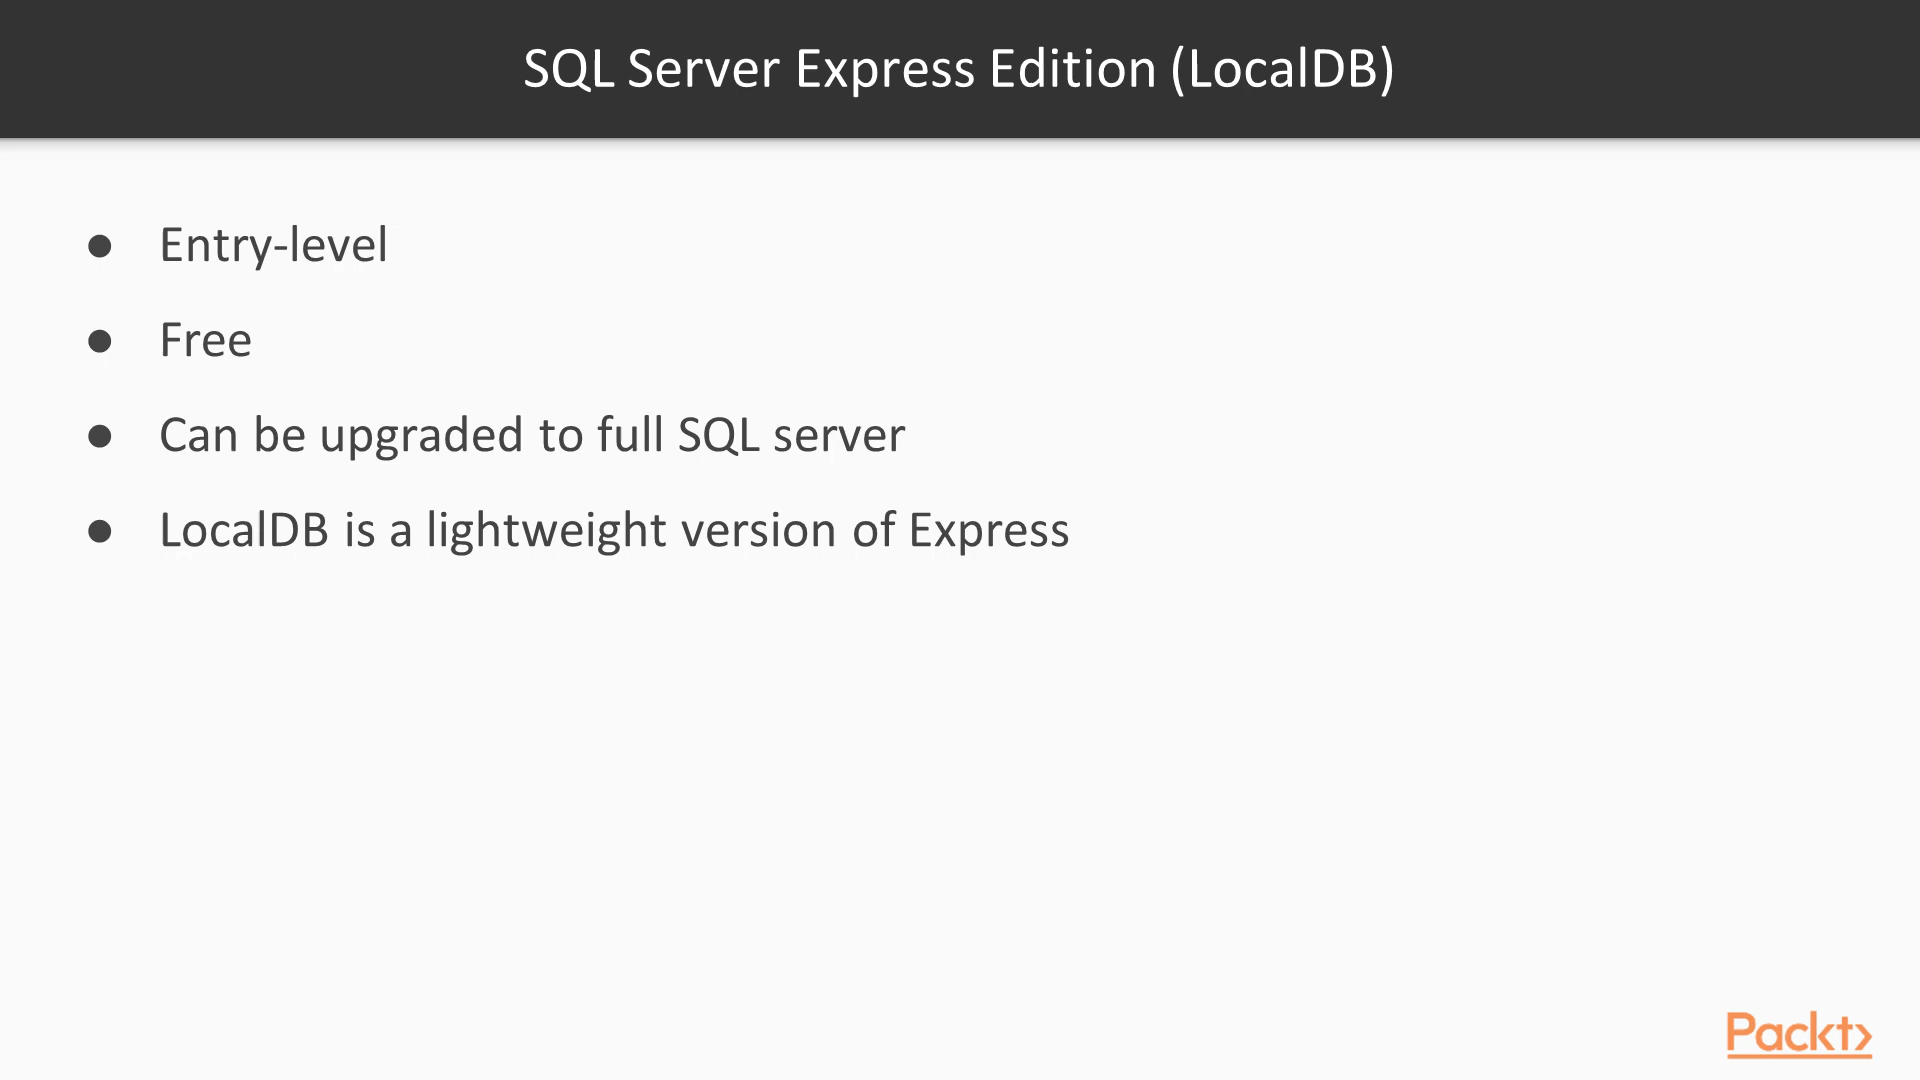 SQL Server Express Edition (LocalDB)
● Entry-level
● Free
● Can be upgraded to full SQL server
● LocalDB is a lightweight version of Express
Packt>